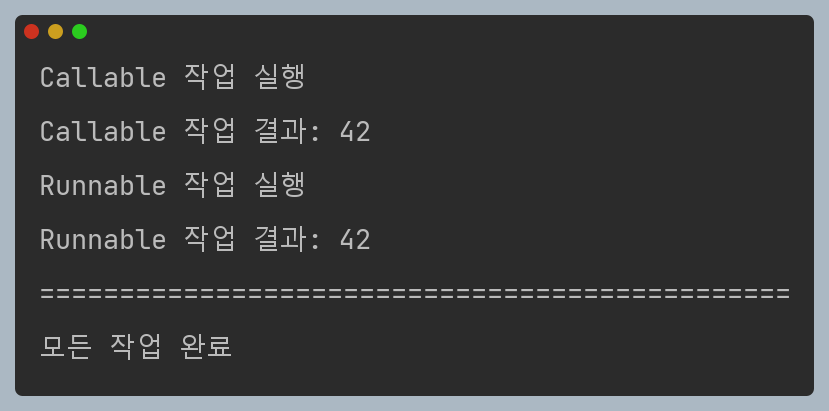 Callable 작업 실행
Callable 작업 결과: 42
Runnable 작업 실행
Runnable 작업 결과: 42
===============================================
모든 작업 완료